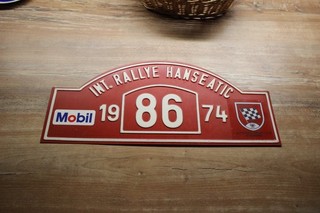 INT. RALLYE HANSEATIC
Mobil 19 86 74